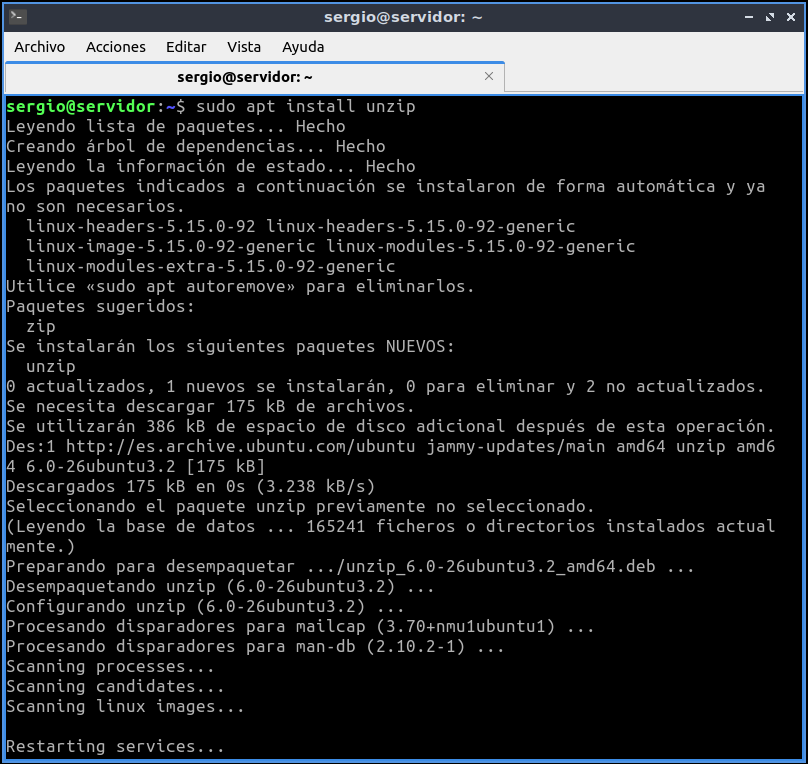 sergio@servidor: ~
Archivo Acciones Editar Vista Ayuda
sergio@servidor: ~
sergio@servidor:~$ sudo apt install unzip
Leyendo lista de paquetes... Hecho
Creando árbol de dependencias... Hecho
Leyendo la información de estado... Hecho
Los paquetes indicados a continuación se instalaron de forma automática y ya
no son necesarios.
  linux-headers-5.15.0-92 linux-headers-5.15.0-92-generic
  linux-image-5.15.0-92-generic linux-modules-5.15.0-92-generic
  linux-modules-extra-5.15.0-92-generic
Utilice «sudo apt autoremove» para eliminarlos.
Paquetes sugeridos:
  zip
Se instalarán los siguientes paquetes NUEVOS:
  unzip
0 actualizados, 1 nuevos se instalarán, 0 para eliminar y 2 no actualizados.
Se necesita descargar 175 kB de archivos.
Se utilizarán 386 kB de espacio de disco adicional después de esta operación.
Des:1 http://es.archive.ubuntu.com/ubuntu jammy-updates/main amd64 unzip amd6
4 6.0-26ubuntu3.2 [175 kB]
Descargados 175 kB en 0s (3.238 kB/s)
Seleccionando el paquete unzip previamente no seleccionado.
(Leyendo la base de datos ... 165241 ficheros o directorios instalados actual
mente.)
Preparando para desempaquetar .../unzip_6.0-26ubuntu3.2_amd64.deb ...
Desempaquetando unzip (6.0-26ubuntu3.2) ...
Configurando unzip (6.0-26ubuntu3.2) ...
Procesando disparadores para mailcap (3.70+nmu1ubuntu1) ...
Procesando disparadores para man-db (2.10.2-1) ...
Scanning processes...
Scanning candidates...
Scanning linux images...

Restarting services...